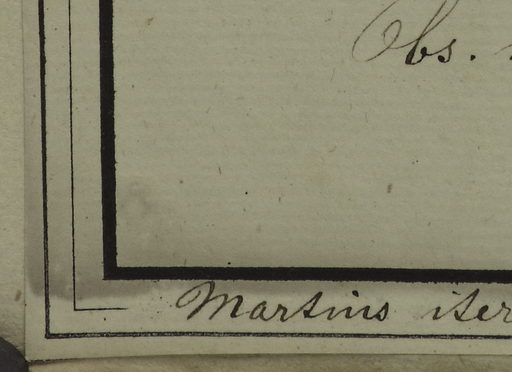 Obs.
Martius iter